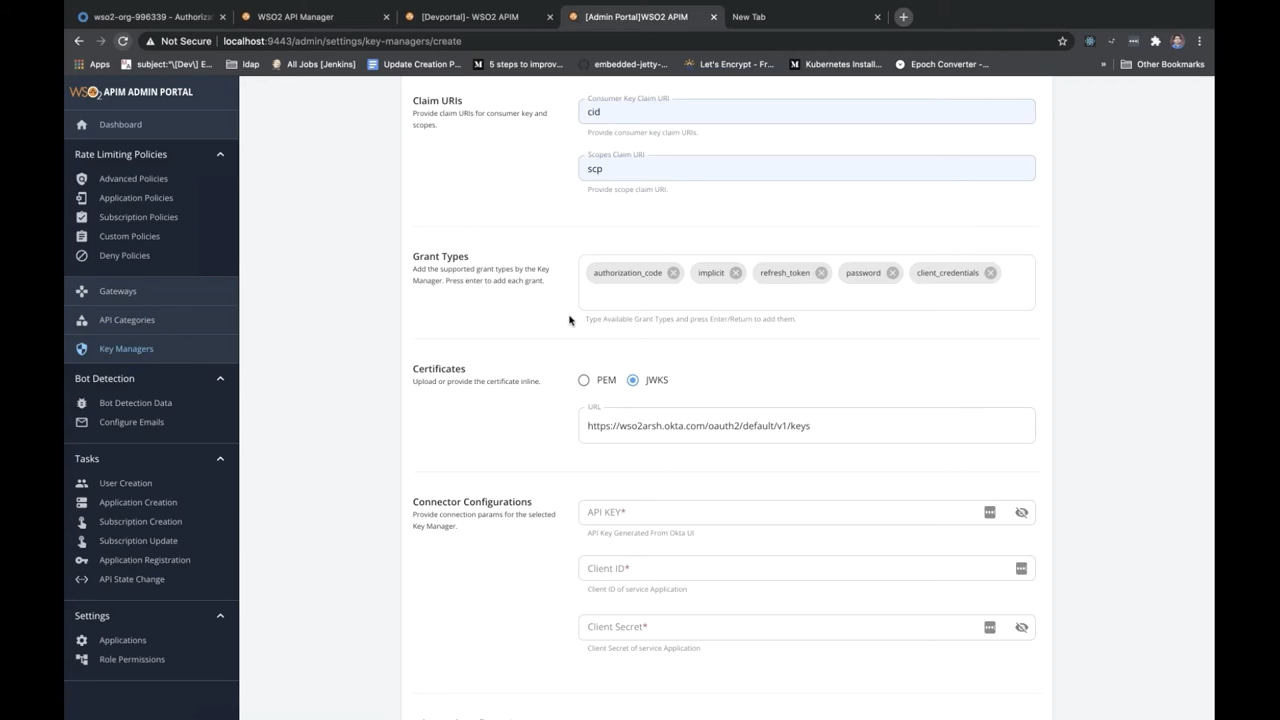 wso2-org-996339 - Authoriza
WSO2 API Manager
[Devportal]- WSO2 APIM
[Admin Portal]WSO2 APIM
New Tab
Not Secure
localhost:9443/admin/settings/key-managers/create
Apps
subject:"\[Dev\] E...
ldap
All Jobs [Jenkins]
Update Creation P...
5 steps to improv...
embedded-jetty-...
Let's Encrypt - Fr...
Kubernetes Install...
Epoch Converter -...
»
Other Bookmarks
WSO2 APIM ADMIN PORTAL
Dashboard
Rate Limiting Policies
Advanced Policies
Application Policies
Subscription Policies
Custom Policies
Deny Policies
Gateways
API Categories
Key Managers
Bot Detection
Bot Detection Data
Configure Emails
Tasks
User Creation
Application Creation
Subscription Creation
Subscription Update
Application Registration
API State Change
Settings
Applications
Role Permissions
Claim URIs
Provide claim URIs for consumer key and
scopes.
Consumer Key Claim URI
cid
Provide consumer key claim URIs.
Scopes Claim URI
scp
Provide scope claim URI.
Grant Types
Add the supported grant types by the Key
Manager. Press enter to add each grant.
authorization_code
implicit
refresh_token
password
client_credentials
Type Available Grant Types and press Enter/Return to add them.
Certificates
Upload or provide the certificate inline.
PEM
JWKS
URL
https://wso2arsh.okta.com/oauth2/default/v1/keys
Connector Configurations
Provide connection params for the selected
Key Manager.
API KEY*
API Key Generated From Okta UI
Client ID*
Client ID of service Application
Client Secret*
Client Secret of service Application